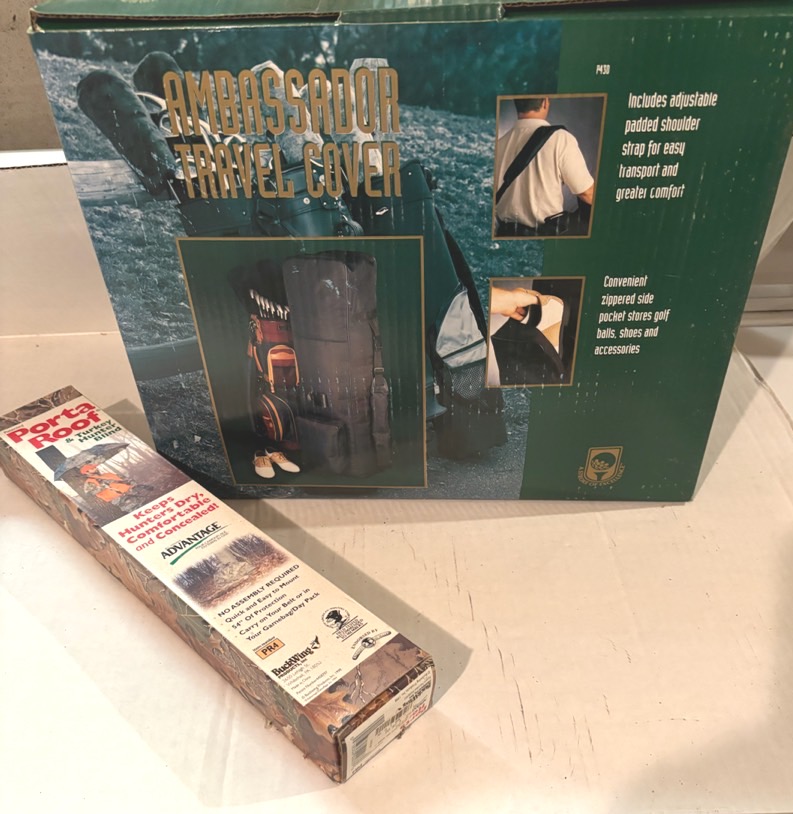 AMBASSADOR
TRAVEL COVER
P430
Includes adjustable
padded shoulder
strap for easy
transport and
greater comfort
Convenient
zippered side
pocket stores golf
balls, shoes and
accessories
Porta
Roof
& Turkey
Hunter
Blind
Keeps
Hunters Dry,
Comfortable
and Concealed!
ADVANTAGE
NO ASSEMBLY REQUIRED
· Quick and Easy to Mount
· 54" Of Protection
· Carry on Your Belt or in
Your Gamebag/Day Pack
PR4
BuckWing
PRODUCTS, INC.